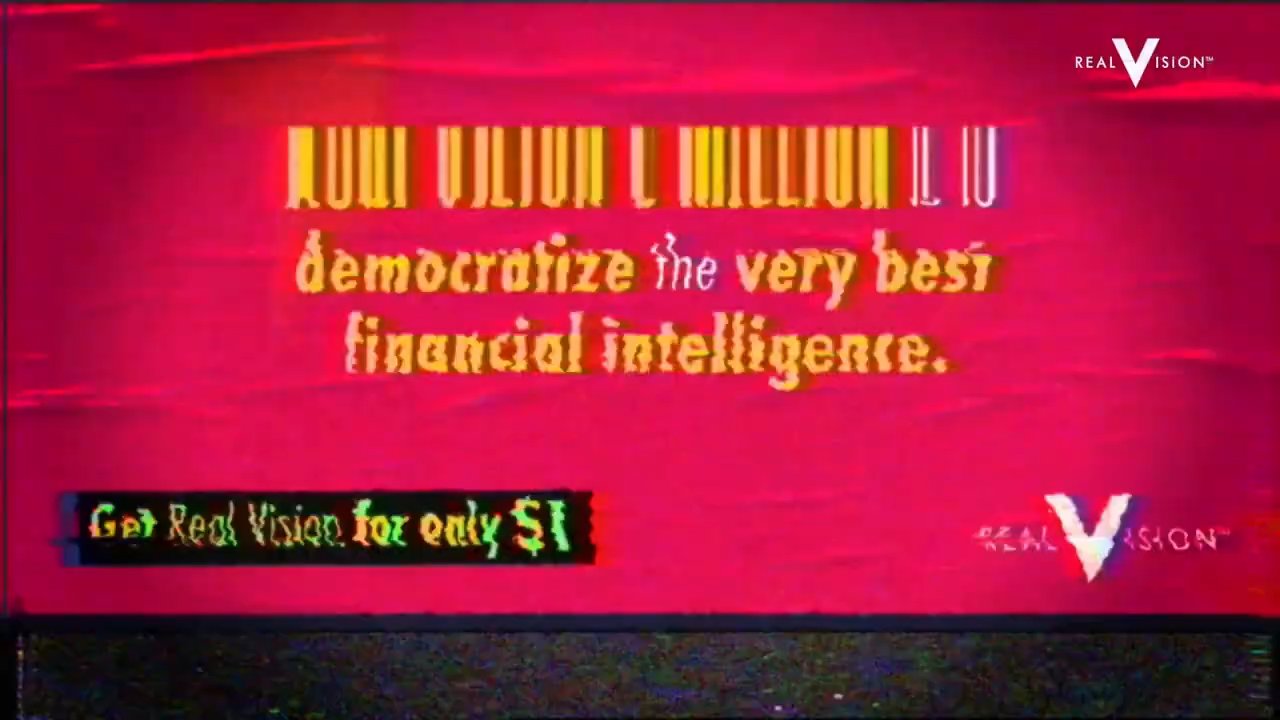 REAL VISION™
democratize the very best
financial intelligence.
Get Real Vision for only $1
REAL VISION™